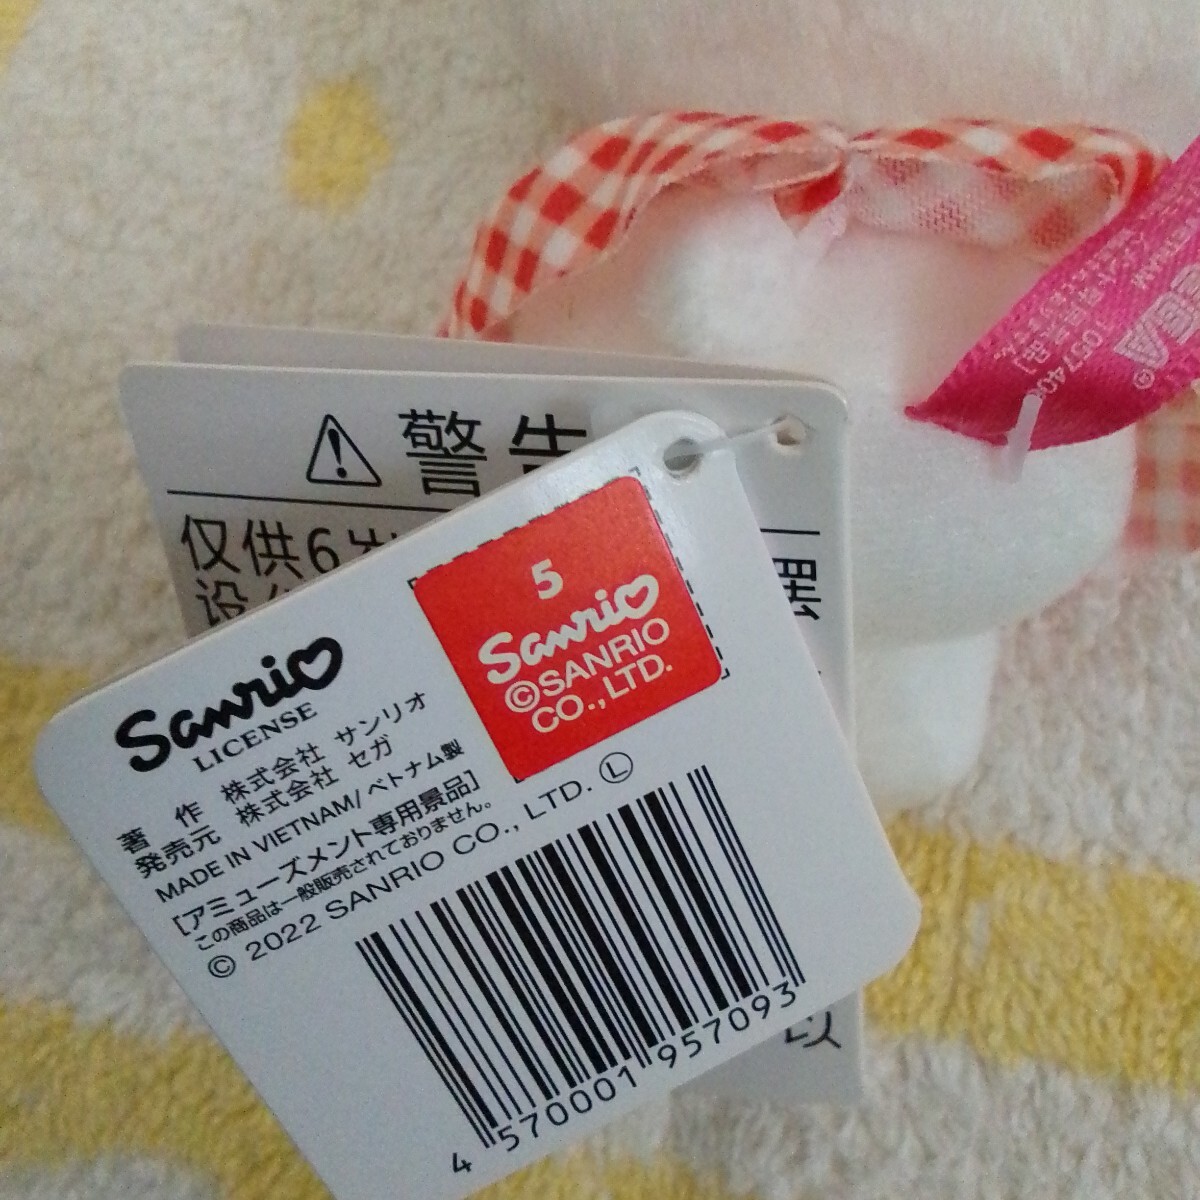 警告
仅供6岁
5
Sanrio
©SANRIO
CO.,LTD.
Sanrio
LICENSE
著 作 株式会社 サンリオ
発売元 株式会社 セガ
MADE IN VIETNAM/ベトナム製
[アミューズメント専用景品]
この商品は一般販売されておりません。
© 2022 SANRIO CO., LTD. Ⓛ
4 570001 957093
SEGA®